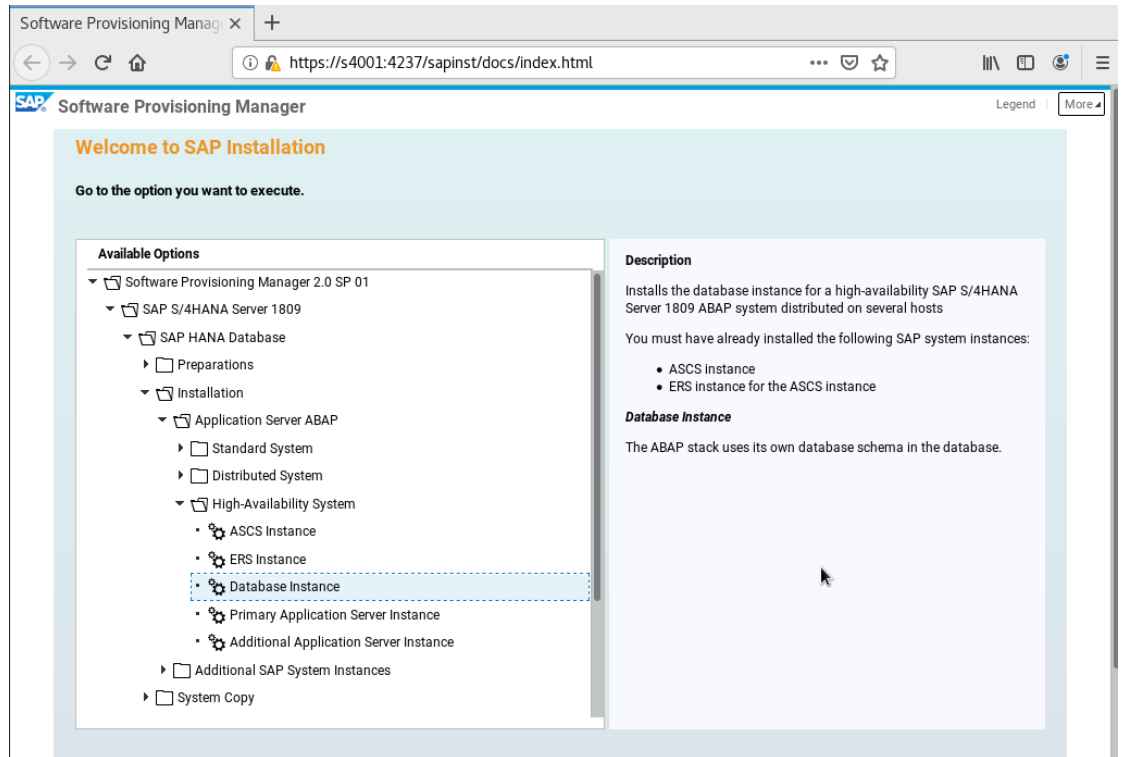 Software Provisioning Manag
https://s4001:4237/sapinst/docs/index.html
SAP Software Provisioning Manager
Legend
More
Welcome to SAP Installation
Go to the option you want to execute.
Available Options
Software Provisioning Manager 2.0 SP 01
SAP S/4HANA Server 1809
SAP HANA Database
Preparations
Installation
Application Server ABAP
Standard System
Distributed System
High-Availability System
ASCS Instance
ERS Instance
Database Instance
Primary Application Server Instance
Additional Application Server Instance
Additional SAP System Instances
System Copy
Description
Installs the database instance for a high-availability SAP S/4HANA
Server 1809 ABAP system distributed on several hosts
You must have already installed the following SAP system instances:
• ASCS instance
• ERS instance for the ASCS instance
Database Instance
The ABAP stack uses its own database schema in the database.